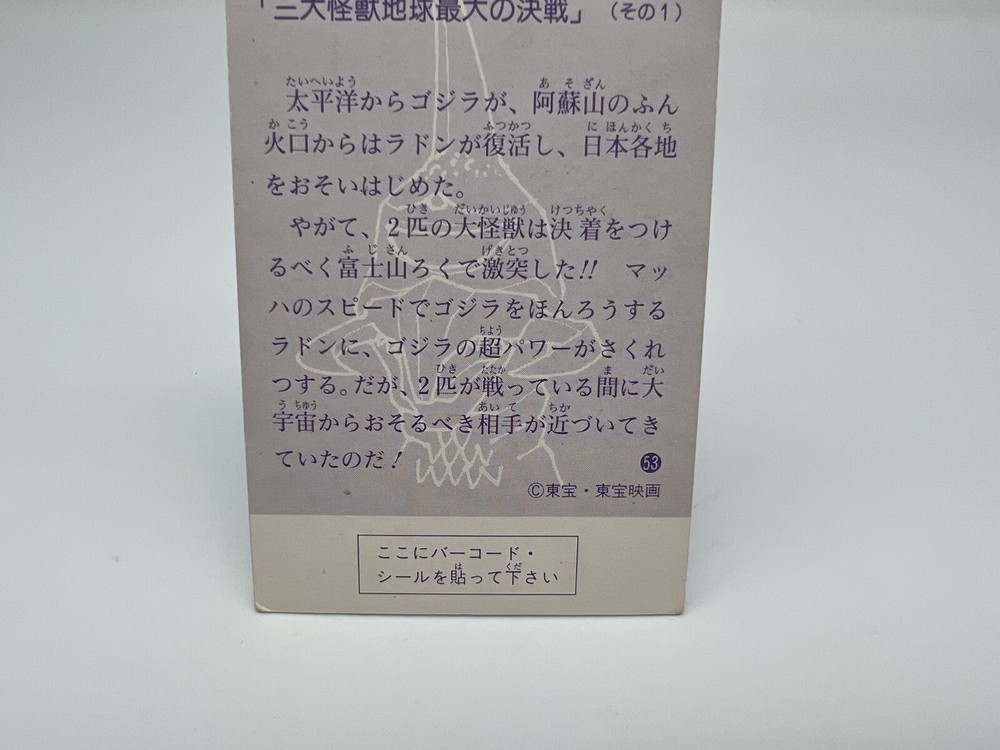 「三大怪獣地球最大の決戦」（その1）
太平洋からゴジラが、阿蘇山のふん
火口からはラドンが復活し、日本各地
をおそいはじめた。
やがて、2匹の大怪獣は決着をつけ
るべく富士山ろくで激突した!! マッ
ハのスピードでゴジラをほんろうする
ラドンに、ゴジラの超パワーがさくれ
つする。だが、2匹が戦っている間に大
宇宙からおそるべき相手が近づいてき
ていたのだ！
53
©東宝・東宝映画
ここにバーコード・
シールを貼って下さい